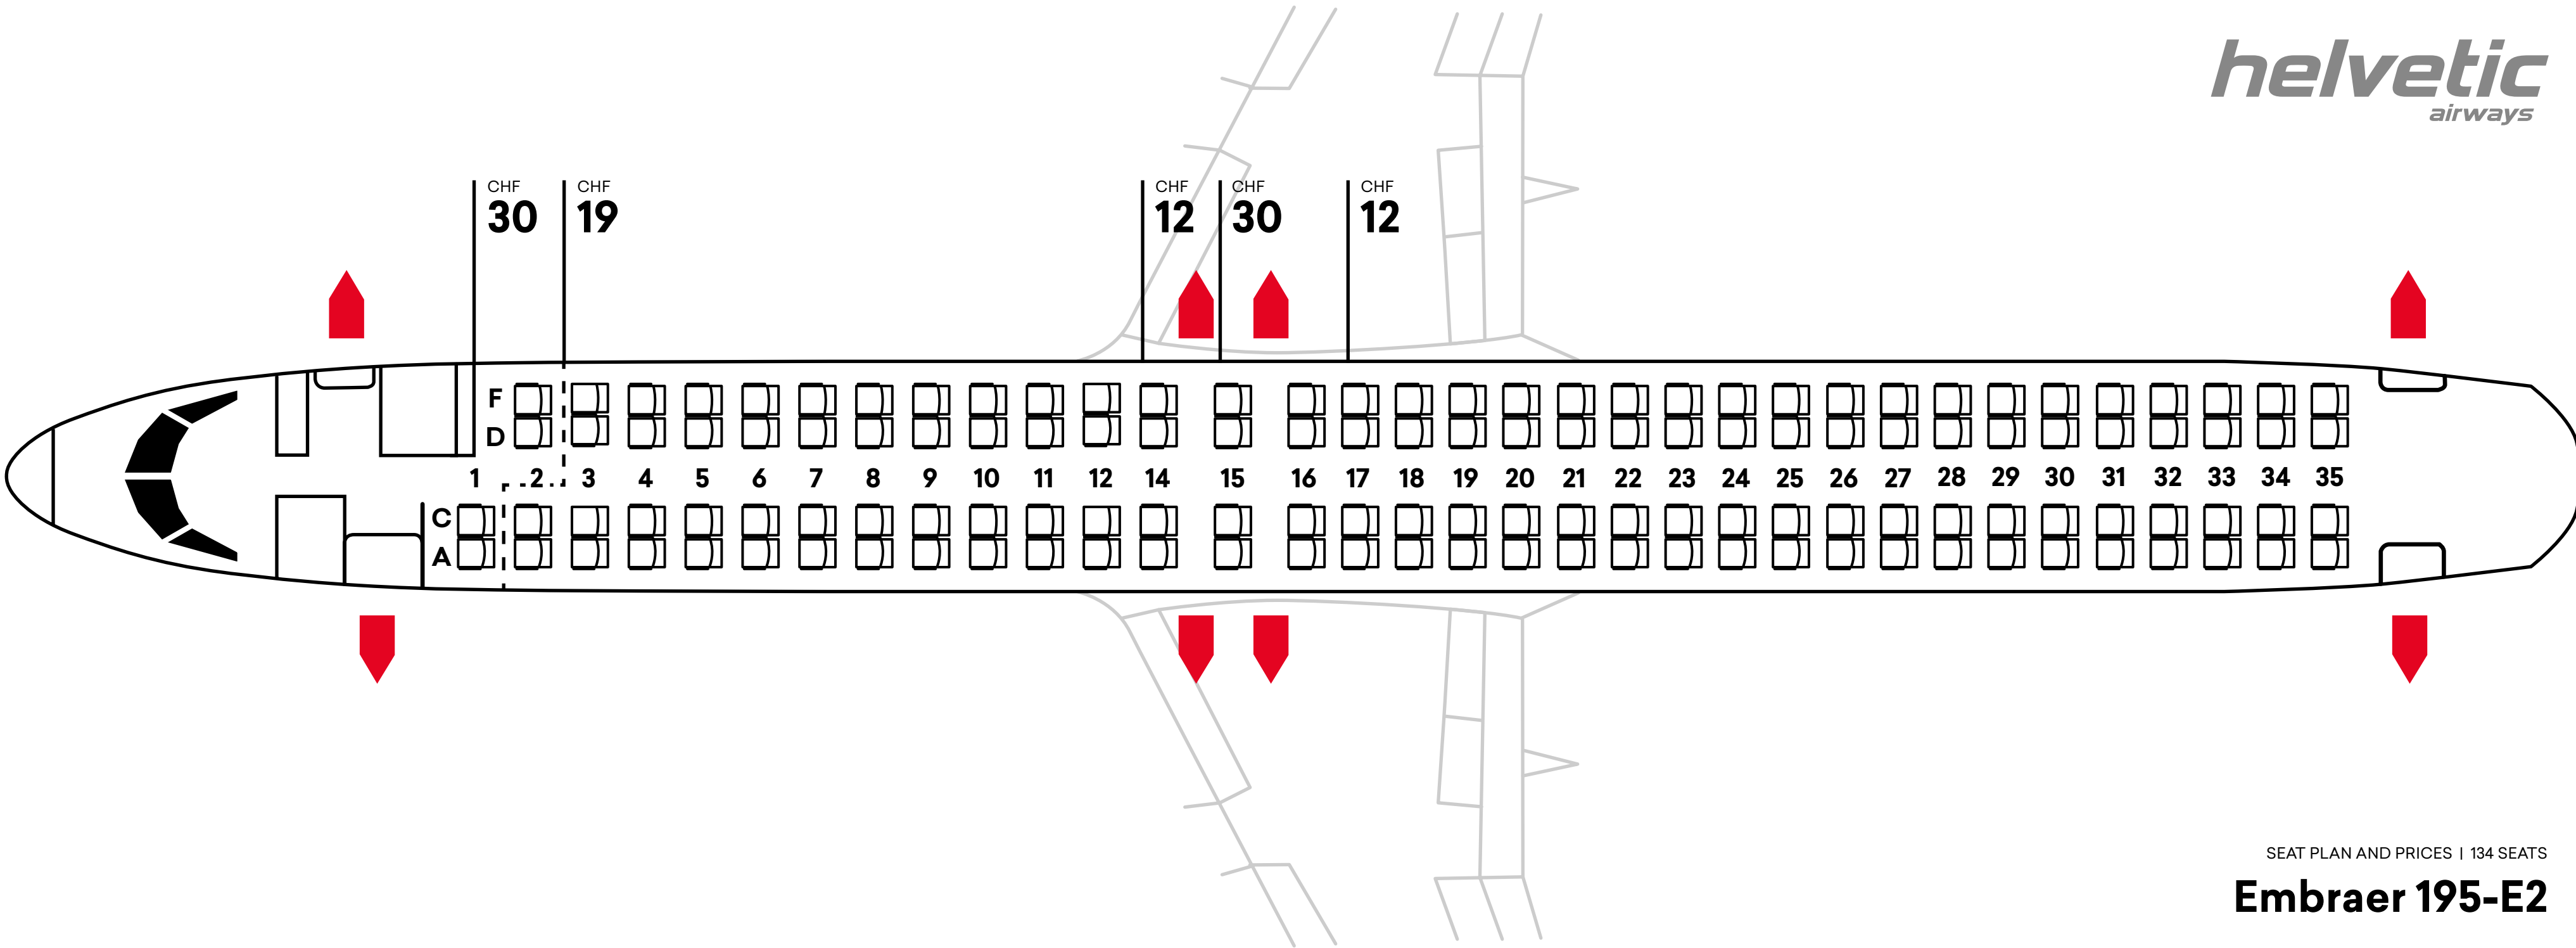 helvetic
airways
CHF CHF CHF CHF CHF
30 19 12 30 12
F
D
1 2 3 4 5 6 7 8 9 10 11 12 14 15 16 17 18 19 20 21 22 23 24 25 26 27 28 29 30 31 32 33 34 35
C
A
SEAT PLAN AND PRICES | 134 SEATS
Embraer 195-E2